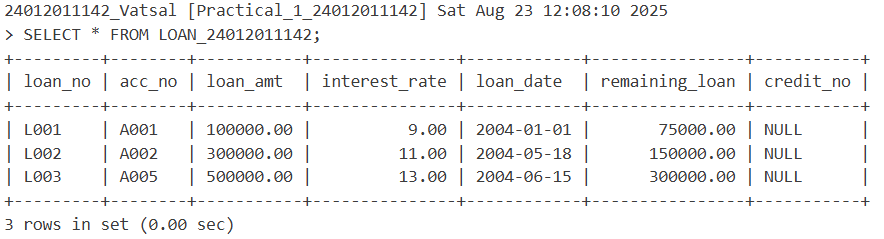 24012011142_Vatsal [Practical_1_24012011142] Sat Aug 23 12:08:10 2025
> SELECT * FROM LOAN_24012011142;
+---------+--------+-----------+---------------+------------+----------------+-----------+
| loan_no | acc_no | loan_amt  | interest_rate | loan_date  | remaining_loan | credit_no |
+---------+--------+-----------+---------------+------------+----------------+-----------+
| L001    | A001   | 100000.00 |          9.00 | 2004-01-01 |       75000.00 | NULL      |
| L002    | A002   | 300000.00 |         11.00 | 2004-05-18 |      150000.00 | NULL      |
| L003    | A005   | 500000.00 |         13.00 | 2004-06-15 |      300000.00 | NULL      |
+---------+--------+-----------+---------------+------------+----------------+-----------+
3 rows in set (0.00 sec)